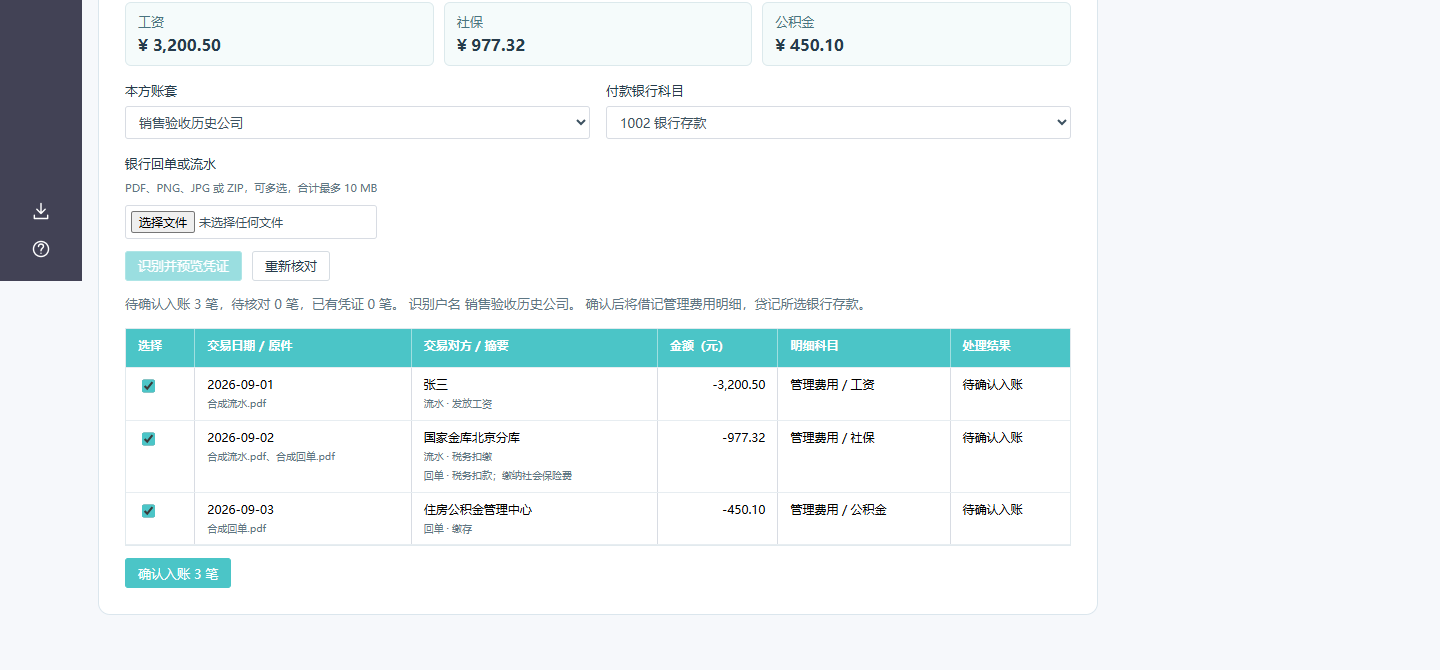 工资
¥ 3,200.50
社保
¥ 977.32
公积金
¥ 450.10
本方账套
付款银行科目
销售验收历史公司
1002 银行存款
银行回单或流水
PDF、PNG、JPG 或 ZIP，可多选，合计最多 10 MB
选择文件 未选择任何文件
识别并预览凭证
重新核对
待确认入账 3 笔，待核对 0 笔，已有凭证 0 笔。 识别户名 销售验收历史公司。 确认后将借记管理费用明细，贷记所选银行存款。
选择
交易日期 / 原件
交易对方 / 摘要
金额（元）
明细科目
处理结果
2026-09-01
合成流水.pdf
张三
流水 · 发放工资
-3,200.50
管理费用 / 工资
待确认入账
2026-09-02
合成流水.pdf、合成回单.pdf
国家金库北京分库
流水 · 税务扣缴
回单 · 税务扣款；缴纳社会保险费
-977.32
管理费用 / 社保
待确认入账
2026-09-03
合成回单.pdf
住房公积金管理中心
回单 · 缴存
-450.10
管理费用 / 公积金
待确认入账
确认入账 3 笔